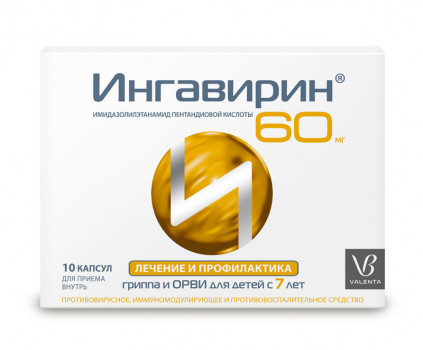 Ингавирин®
ИМИДАЗОЛИЛЭТАНАМИД ПЕНТАНДИОВОЙ КИСЛОТЫ
60 мг
10 КАПСУЛ
ДЛЯ ПРИЕМА
ВНУТРЬ
ЛЕЧЕНИЕ И ПРОФИЛАКТИКА
гриппа и ОРВИ для детей с 7 лет
VALENTA
ПРОТИВОВИРУСНОЕ, ИММУНОМОДУЛИРУЮЩЕЕ И ПРОТИВОВОСПАЛИТЕЛЬНОЕ СРЕДСТВО